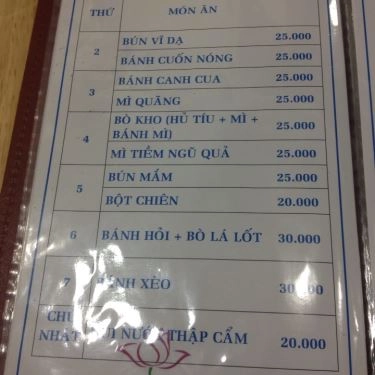 THỨ MÓN ĂN
2 BÚN VĨ DẠ 25.000
BÁNH CUỐN NÓNG 25.000
3 BÁNH CANH CUA 25.000
MÌ QUÃNG 25.000
4 BÒ KHO (HỦ TÍU + MÌ + BÁNH MÌ) 25.000
MÌ TIỀM NGŨ QUẢ 25.000
5 BÚN MẮM 25.000
BỘT CHIÊN 20.000
6 BÁNH HỎI + BÒ LÁ LỐT 30.000
7 BÁNH XÈO 30.000
CHỦ NHẬT NƯỚC THẬP CẨM 20.000